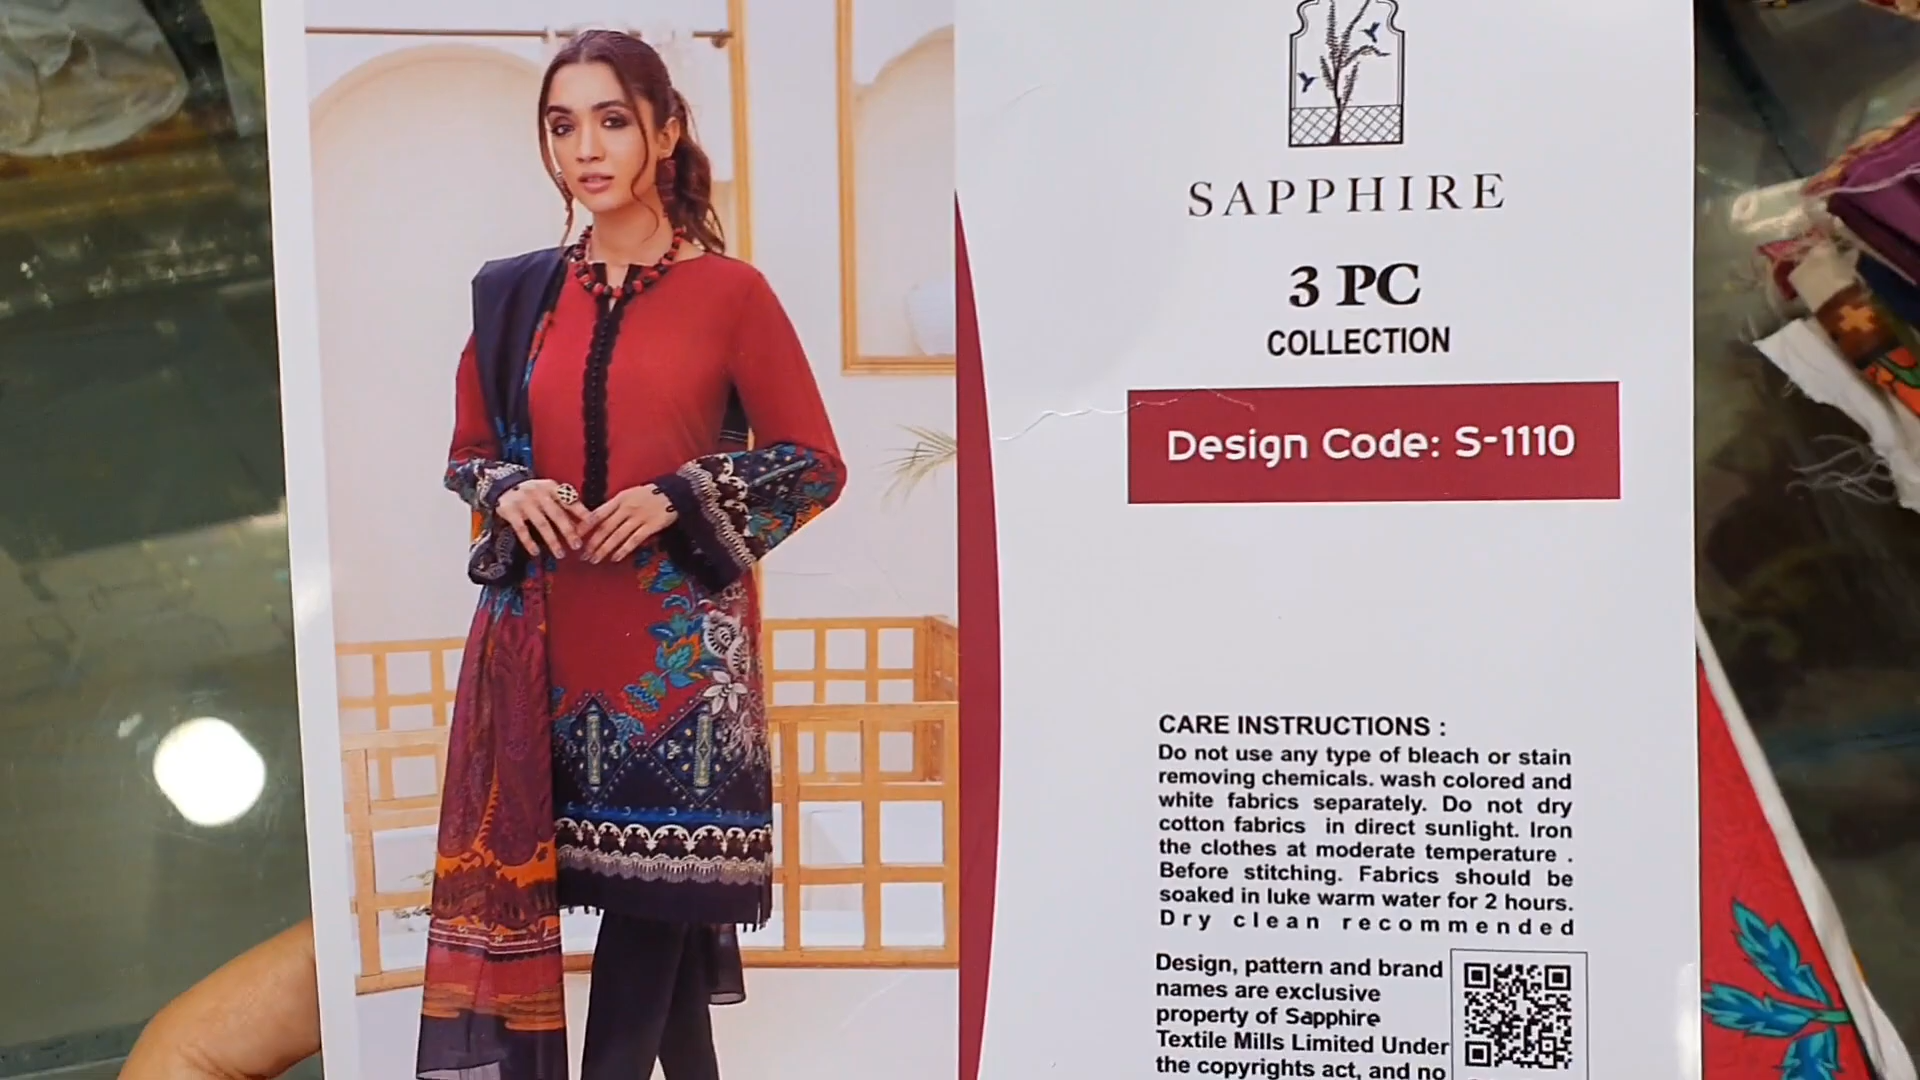 SAPPHIRE
3 PC
COLLECTION
Design Code: S-1110
CARE INSTRUCTIONS :
Do not use any type of bleach or stain
removing chemicals. wash colored and
white fabrics separately. Do not dry
cotton fabrics in direct sunlight. Iron
the clothes at moderate temperature .
Before stitching. Fabrics should be
soaked in luke warm water for 2 hours.
Dry clean recommended
Design, pattern and brand
names are exclusive
property of Sapphire
Textile Mills Limited Under
the copyrights act, and no